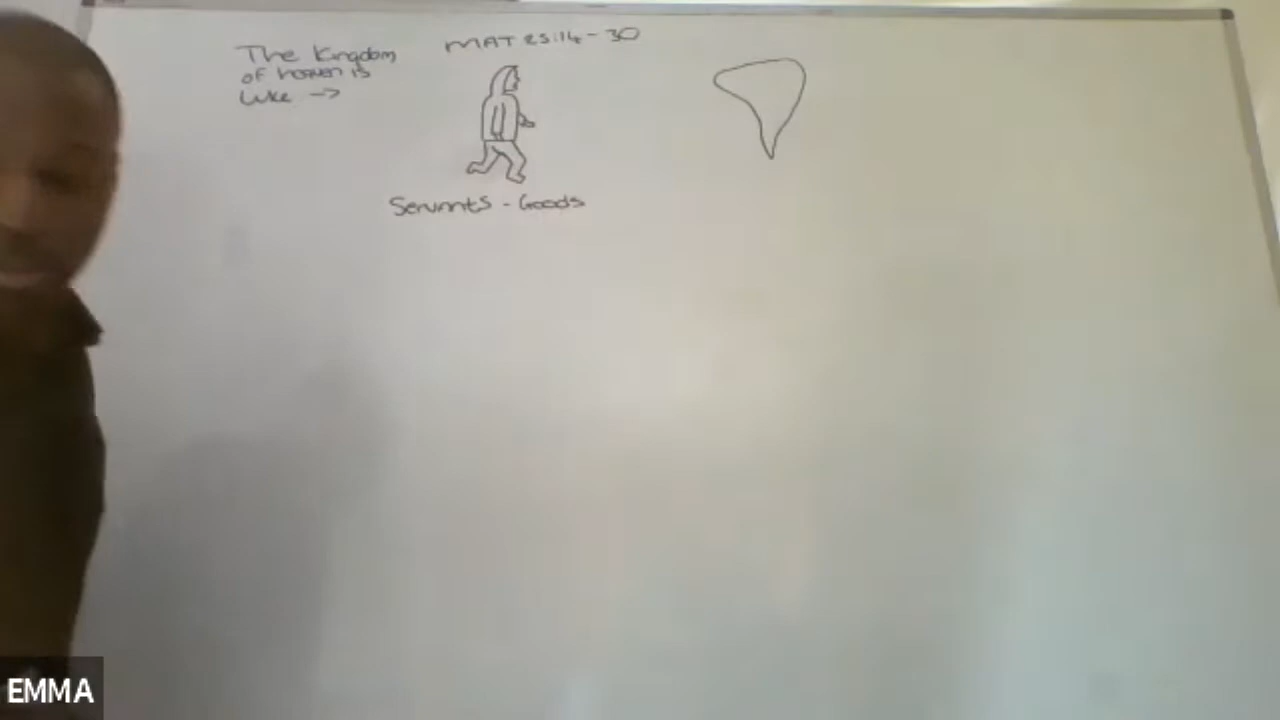 MAT 25:14-30
The Kingdom
of heaven is
Like ->
Servants - Goods
EMMA